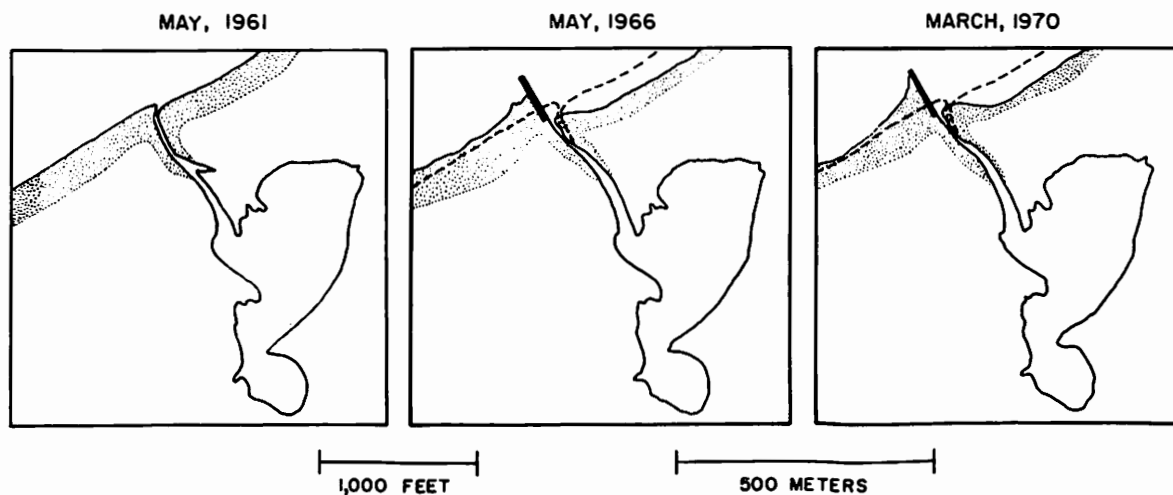 MAY, 1961
MAY, 1966
MARCH, 1970
1,000 FEET
500 METERS